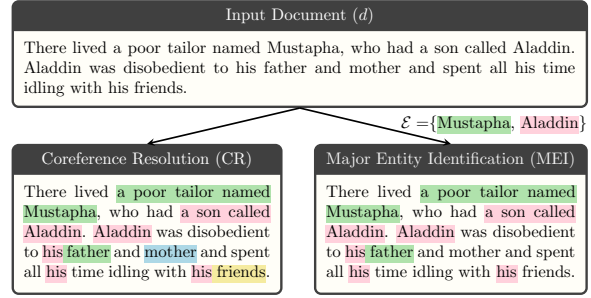 Input Document (d)
There lived a poor tailor named Mustapha, who had a son called Aladdin.
Aladdin was disobedient to his father and mother and spent all his time
idling with his friends.
ℰ ={Mustapha, Aladdin}
Coreference Resolution (CR)
There lived a poor tailor named
Mustapha, who had a son called
Aladdin. Aladdin was disobedient
to his father and mother and spent
all his time idling with his friends.
Major Entity Identification (MEI)
There lived a poor tailor named
Mustapha, who had a son called
Aladdin. Aladdin was disobedient
to his father and mother and spent
all his time idling with his friends.